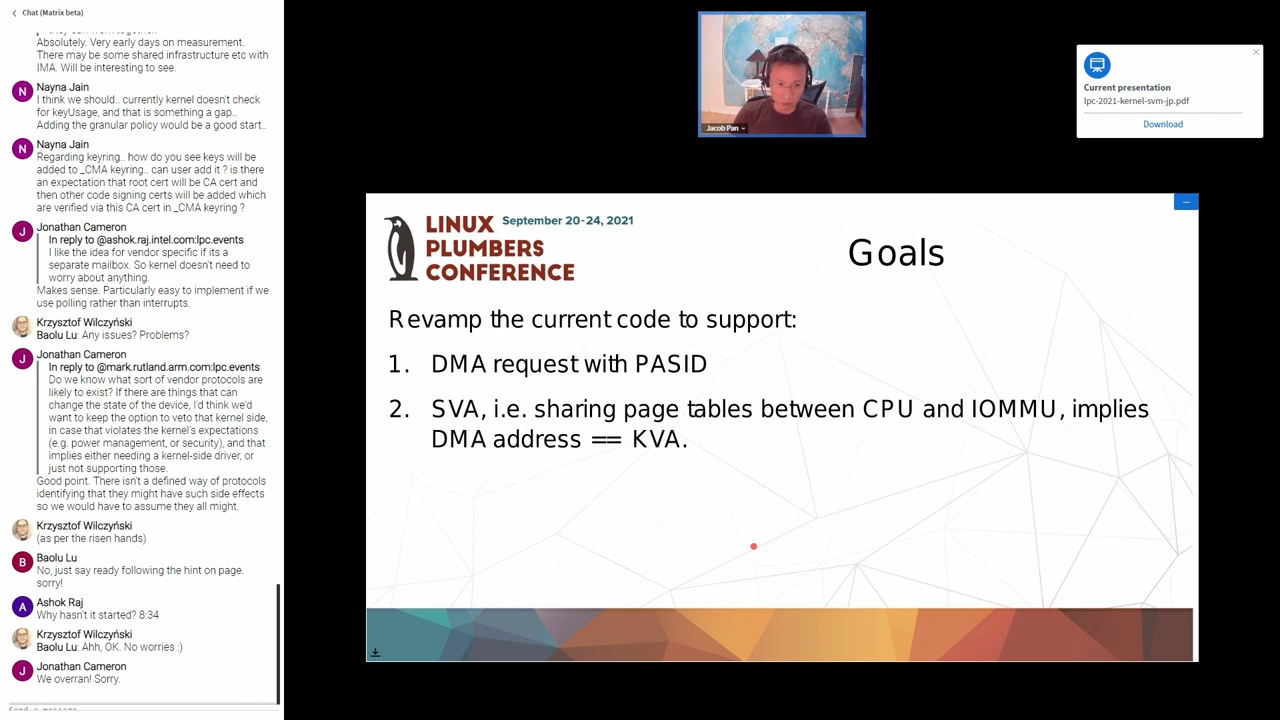 Chat (Matrix beta)
they can work together.
Absolutely. Very early days on measurement.
There may be some shared infrastructure etc with
IMA. Will be interesting to see.
Nayna Jain
I think we should.. currently kernel doesn't check
for keyUsage, and that is something a gap..
Adding the granular policy would be a good start..
Nayna Jain
Regarding keyring.. how do you see keys will be
added to _CMA keyring.. can user add it ? is there
an expectation that root cert will be CA cert and
then other code signing certs will be added which
are verified via this CA cert in _CMA keyring ?
Jonathan Cameron
In reply to @ashok.raj.intel.com:lpc.events
I like the idea for vendor specific if its a
separate mailbox. So kernel doesn't need to
worry about anything.
Makes sense. Particularly easy to implement if we
use polling rather than interrupts.
Krzysztof Wilczyński
Baolu Lu: Any issues? Problems?
Jonathan Cameron
In reply to @mark.rutland.arm.com:lpc.events
Do we know what sort of vendor protocols are
likely to exist? If there are things that can
change the state of the device, I'd think we'd
want to keep the option to veto that kernel side,
in case that violates the kernel's expectations
(e.g. power management, or security), and that
implies either needing a kernel-side driver, or
just not supporting those.
Good point. There isn't a defined way of protocols
identifying that they might have such side effects
so we would have to assume they all might.
Krzysztof Wilczyński
(as per the risen hands)
Baolu Lu
No, just say ready following the hint on page.
sorry!
Ashok Raj
Why hasn't it started? 8:34
Krzysztof Wilczyński
Baolu Lu: Ahh, OK. No worries :)
Jonathan Cameron
We overran! Sorry.
Send a message
Jacob Pan
Current presentation
lpc-2021-kernel-svm-jp.pdf
Download
LINUX
PLUMBERS
CONFERENCE
September 20-24, 2021
Goals
Revamp the current code to support:
1. DMA request with PASID
2. SVA, i.e. sharing page tables between CPU and IOMMU, implies
DMA address == KVA.